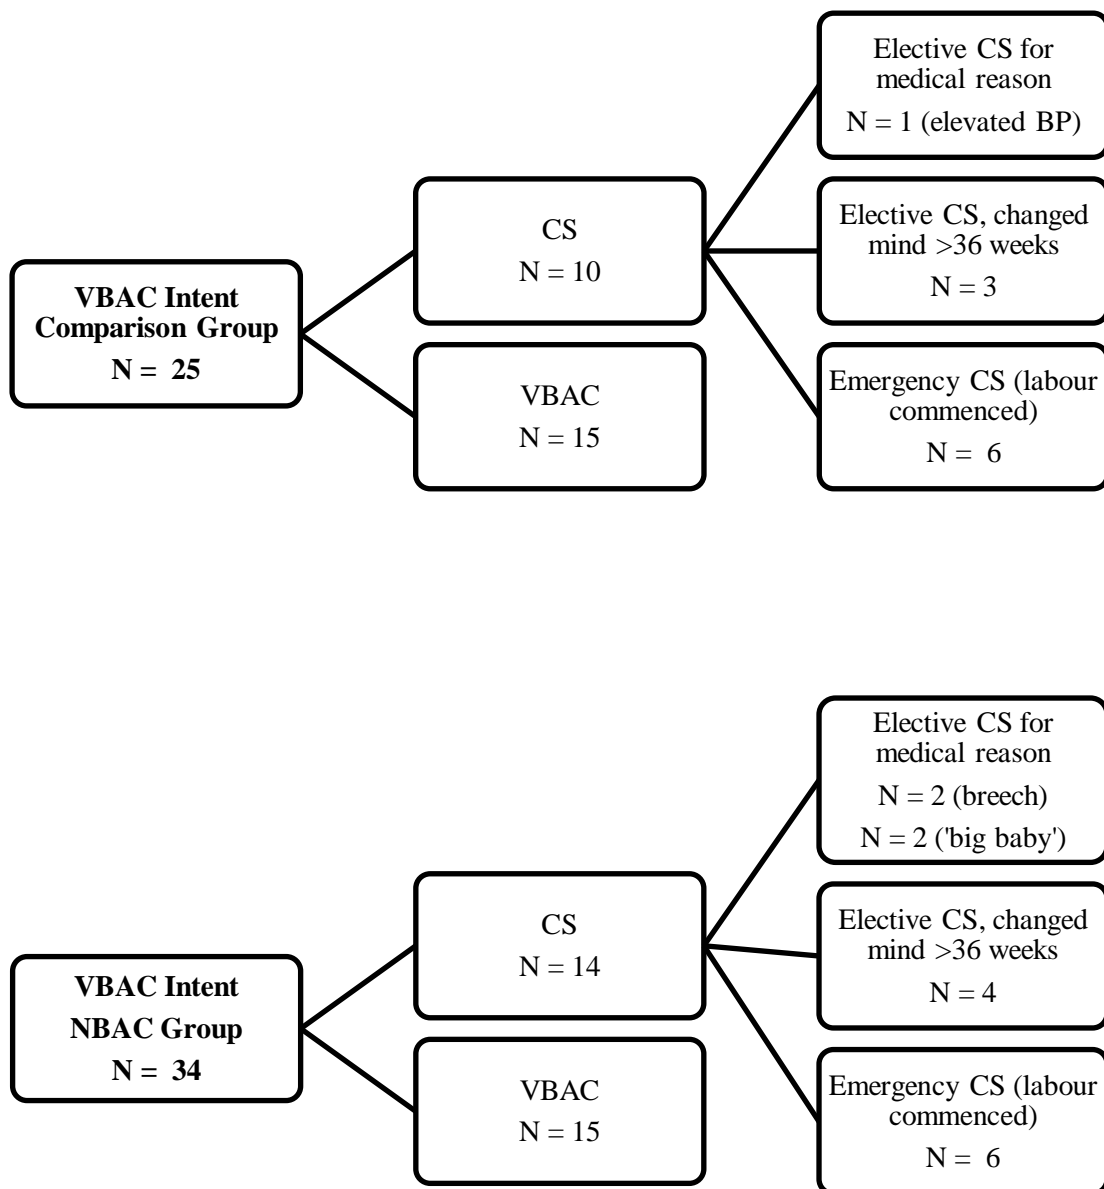 Elective CS for
medical reason
N = 1 (elevated BP)
CS
N = 10
Elective CS, changed
mind >36 weeks
N = 3
VBAC Intent
Comparison Group
N = 25
VBAC
N = 15
Emergency CS (labour
commenced)
N = 6
Elective CS for
medical reason
N = 2 (breech)
N = 2 ('big baby')
CS
N = 14
Elective CS, changed
mind >36 weeks
N = 4
VBAC Intent
NBAC Group
N = 34
VBAC
N = 15
Emergency CS (labour
commenced)
N = 6